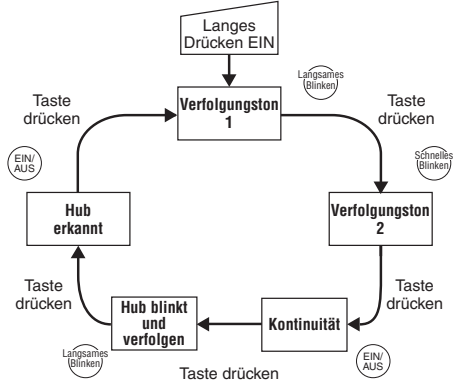 Langes
Drücken EIN
Langsames
Blinken
Taste
drücken
Verfolgungston
1
Taste
drücken
EIN/
AUS
Schnelles
Blinken
Hub
erkannt
Verfolgungston
2
Taste
drücken
Hub blinkt
und
verfolgen
Kontinuität
Taste
drücken
Langsames
Blinken
EIN/
AUS
Taste drücken